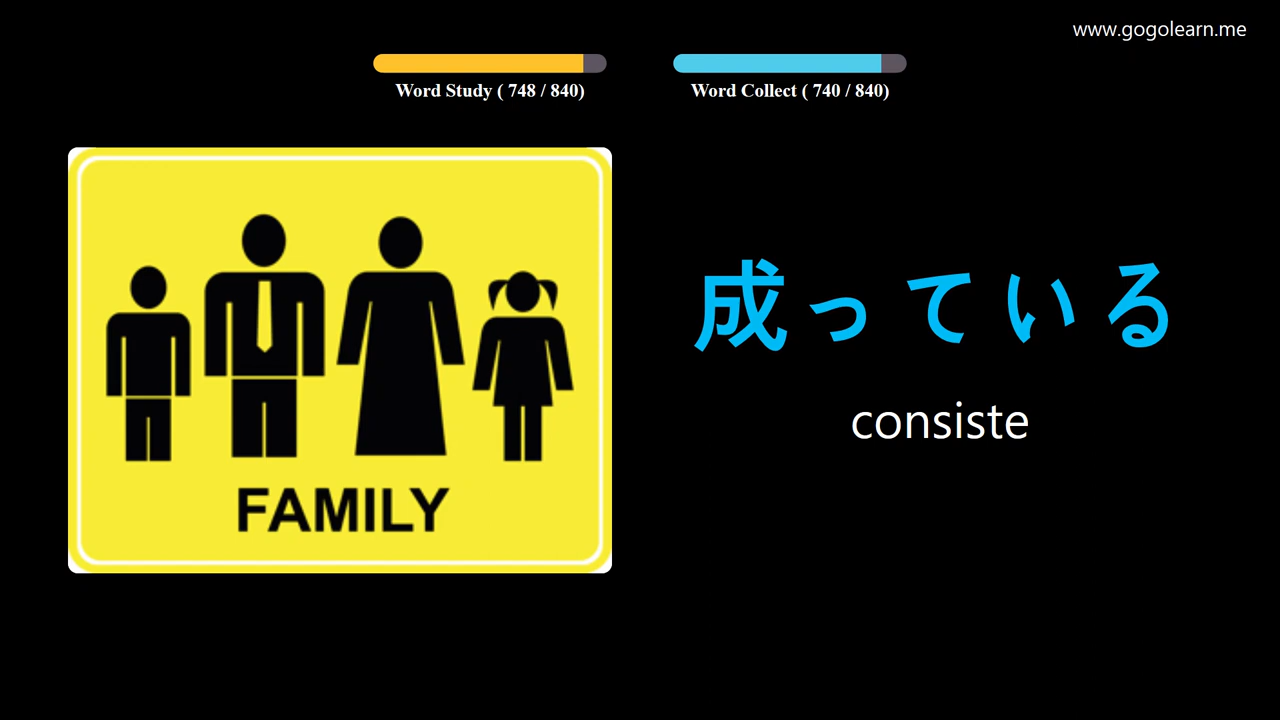 www.gogolearn.me
Word Study ( 748 / 840)
Word Collect ( 740 / 840)
FAMILY
成っている
consiste